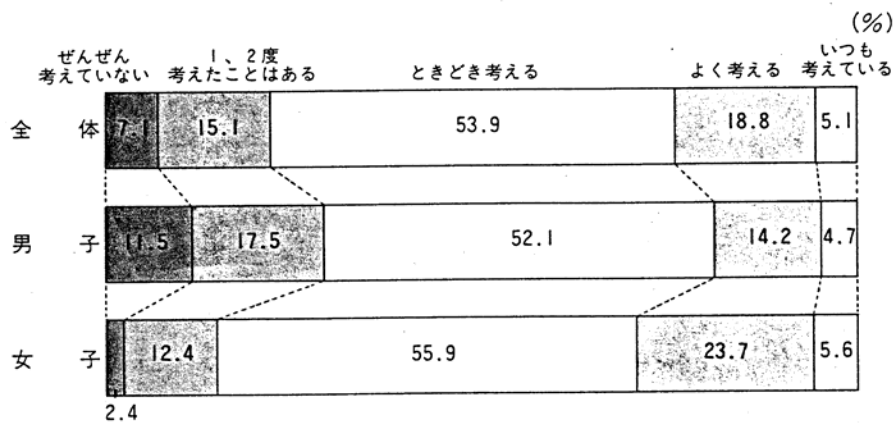 (%)
ぜんぜん
考えていない
1、2度
考えたことはある
ときどき考える
よく考える
いつも
考えている
全 体
7.1
15.1
53.9
18.8
5.1
男 子
11.5
17.5
52.1
14.2
4.7
女 子
12.4
55.9
23.7
5.6
2.4